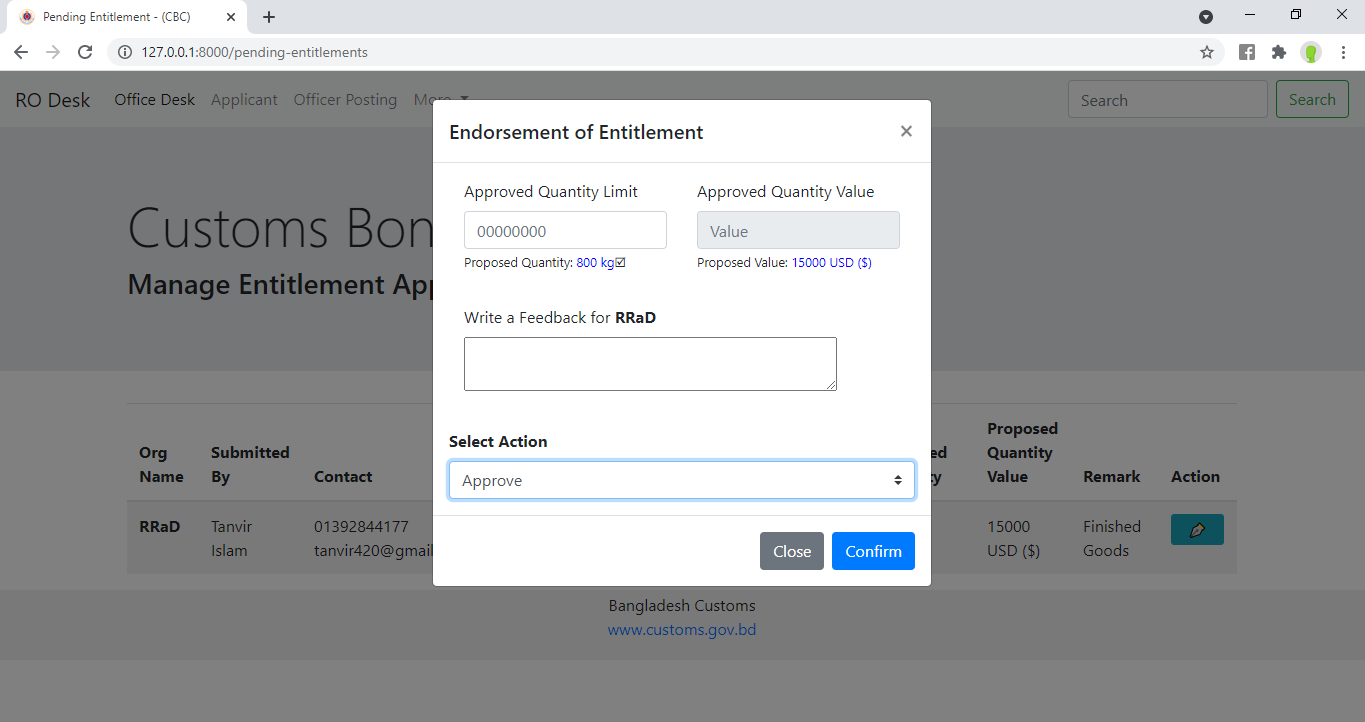 Pending Entitlement - (CBC)
127.0.0.1:8000/pending-entitlements
RO Desk Office Desk Applicant Officer Posting More Search Search
Endorsement of Entitlement ×
Customs Bon
Manage Entitlement App
Approved Quantity Limit Approved Quantity Value
00000000 Value
Proposed Quantity: 800 kg☑ Proposed Value: 15000 USD ($)
Write a Feedback for RRaD
Select Action
Approve
Close Confirm
Proposed
Org Submitted ed Quantity
Name By Contact ty Value Remark Action
RRaD Tanvir 01392844177 15000 Finished
Islam tanvir420@gmail USD ($) Goods
Bangladesh Customs
www.customs.gov.bd